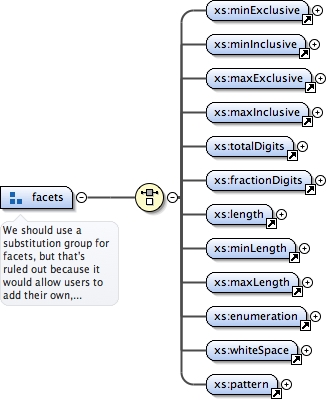 xs:minExclusive
xs:minInclusive
xs:maxExclusive
xs:maxInclusive
xs:totalDigits
facets
xs:fractionDigits
We should use a
substitution group for
facets, but that's
ruled out because it
would allow users to
add their own,...
xs:length
xs:minLength
xs:maxLength
xs:enumeration
xs:whiteSpace
xs:pattern